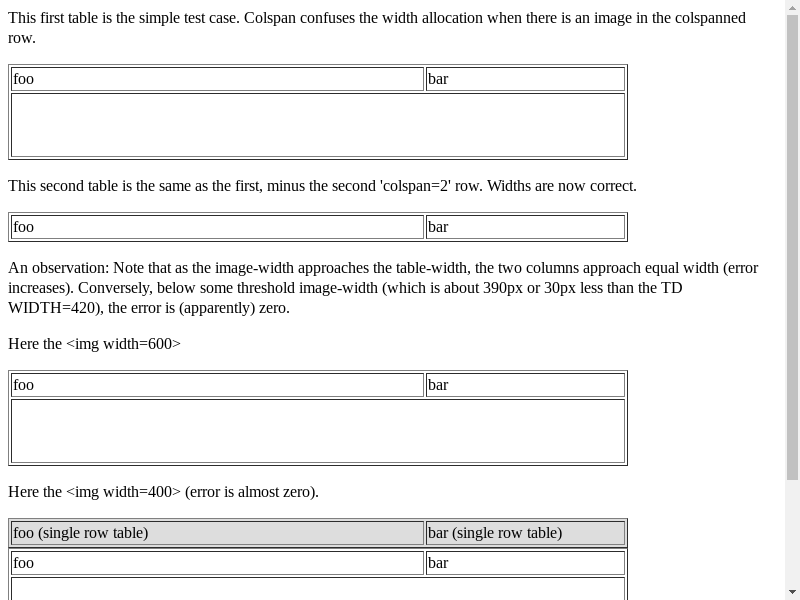 This first table is the simple test case. Colspan confuses the width allocation when there is an image in the colspanned
row.
foo bar
This second table is the same as the first, minus the second 'colspan=2' row. Widths are now correct.
foo bar
An observation: Note that as the image-width approaches the table-width, the two columns approach equal width (error
increases). Conversely, below some threshold image-width (which is about 390px or 30px less than the TD
WIDTH=420), the error is (apparently) zero.
Here the <img width=600>
foo bar
Here the <img width=400> (error is almost zero).
foo (single row table) bar (single row table)
foo bar